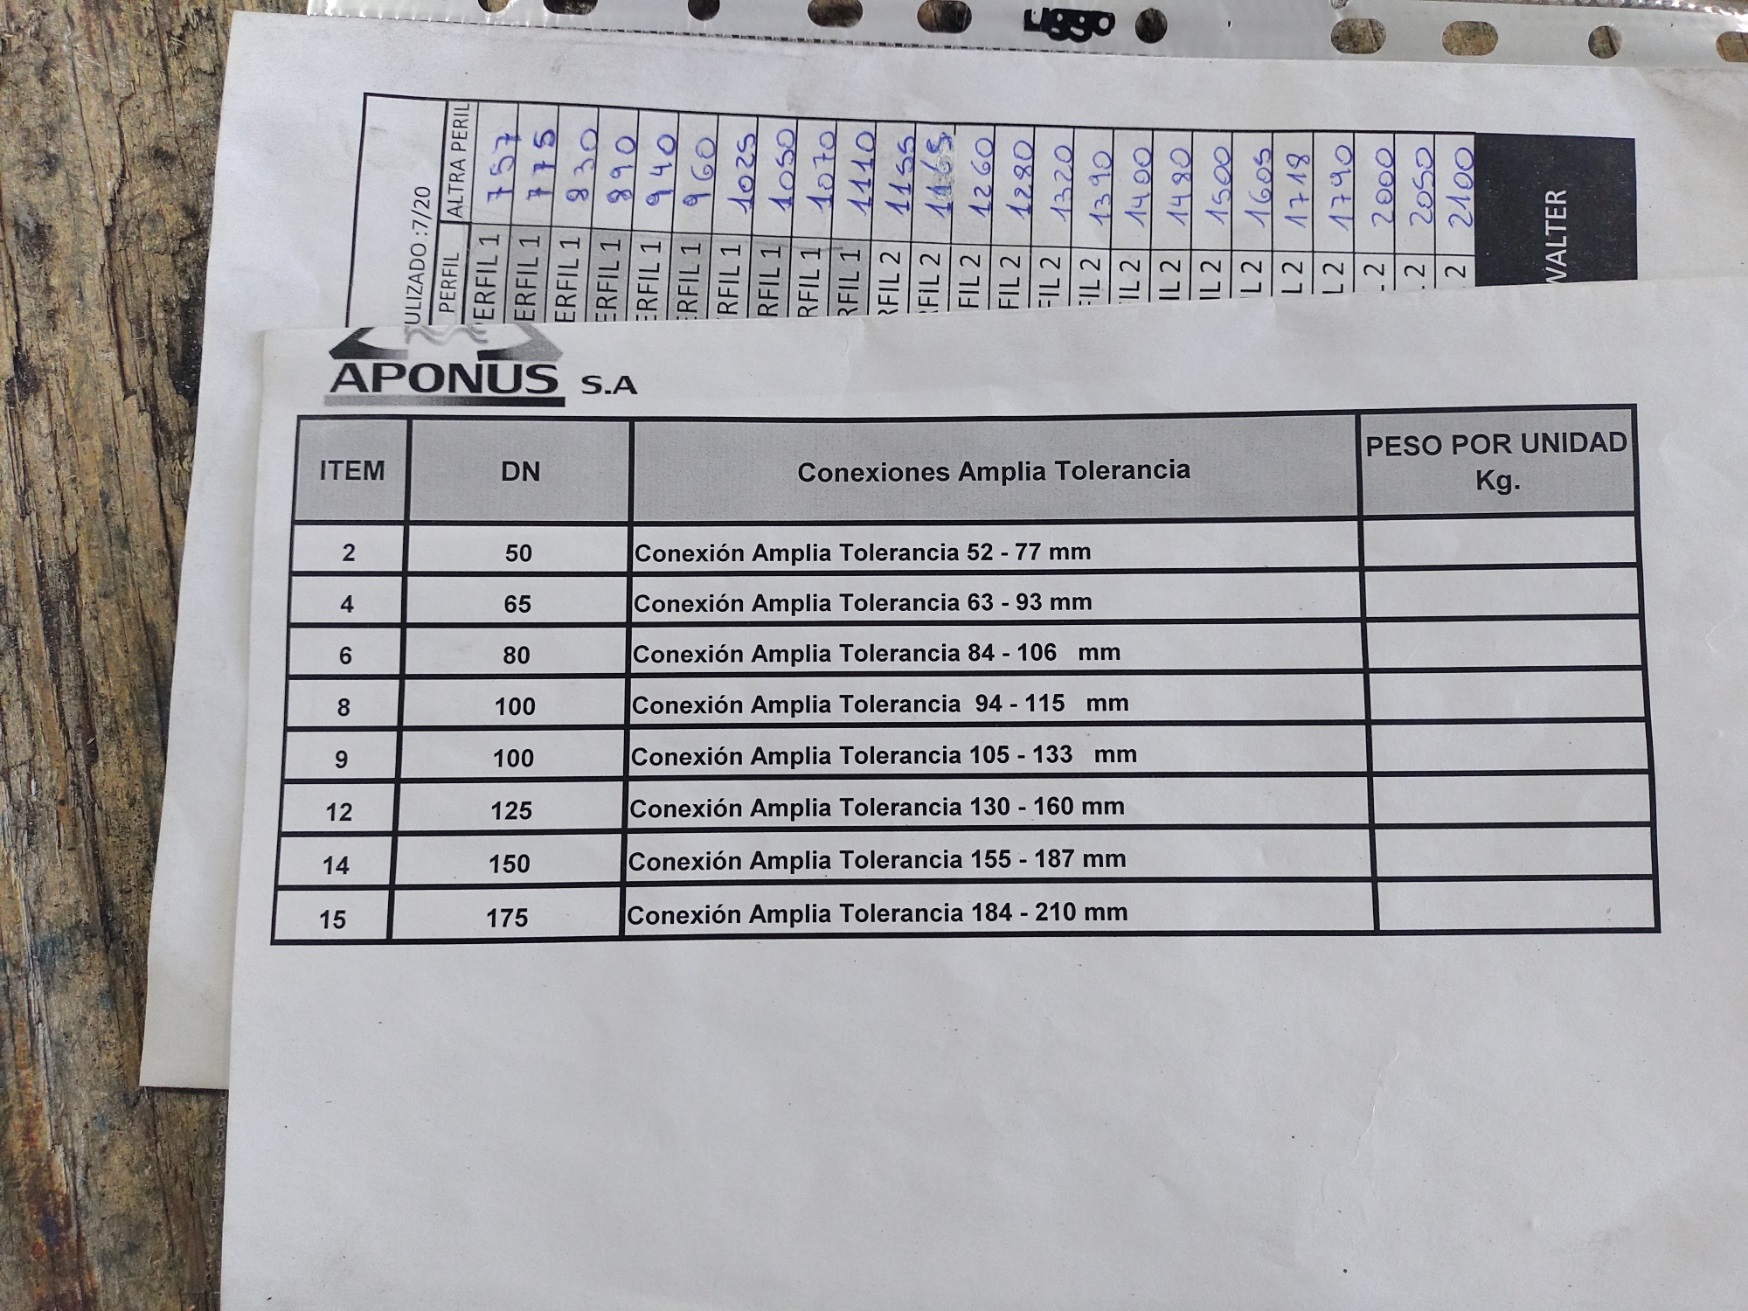 uggo
ULIZADO :7/20
PERFIL ALTRA PERIL
ERFIL 1 757
ERFIL 1 775
ERFIL 1 830
ERFIL 1 890
ERFIL 1 940
ERFIL 1 960
RFIL 1 1025
RFIL 1 1050
RFIL 1 1070
RFIL 1 1110
RFIL 2 1155
FIL 2 1165
FIL 2 1260
FIL 2 1280
FIL 2 1320
FIL 2 1390
IL 2 1400
IL 2 1480
IL 2 1500
IL 2 1605
L 2 1718
L 2 1790
2 2000
2 2050
2 2100
WALTER
APONUS S.A
ITEM DN Conexiones Amplia Tolerancia PESO POR UNIDAD Kg.
2 50 Conexión Amplia Tolerancia 52 - 77 mm
4 65 Conexión Amplia Tolerancia 63 - 93 mm
6 80 Conexión Amplia Tolerancia 84 - 106 mm
8 100 Conexión Amplia Tolerancia 94 - 115 mm
9 100 Conexión Amplia Tolerancia 105 - 133 mm
12 125 Conexión Amplia Tolerancia 130 - 160 mm
14 150 Conexión Amplia Tolerancia 155 - 187 mm
15 175 Conexión Amplia Tolerancia 184 - 210 mm